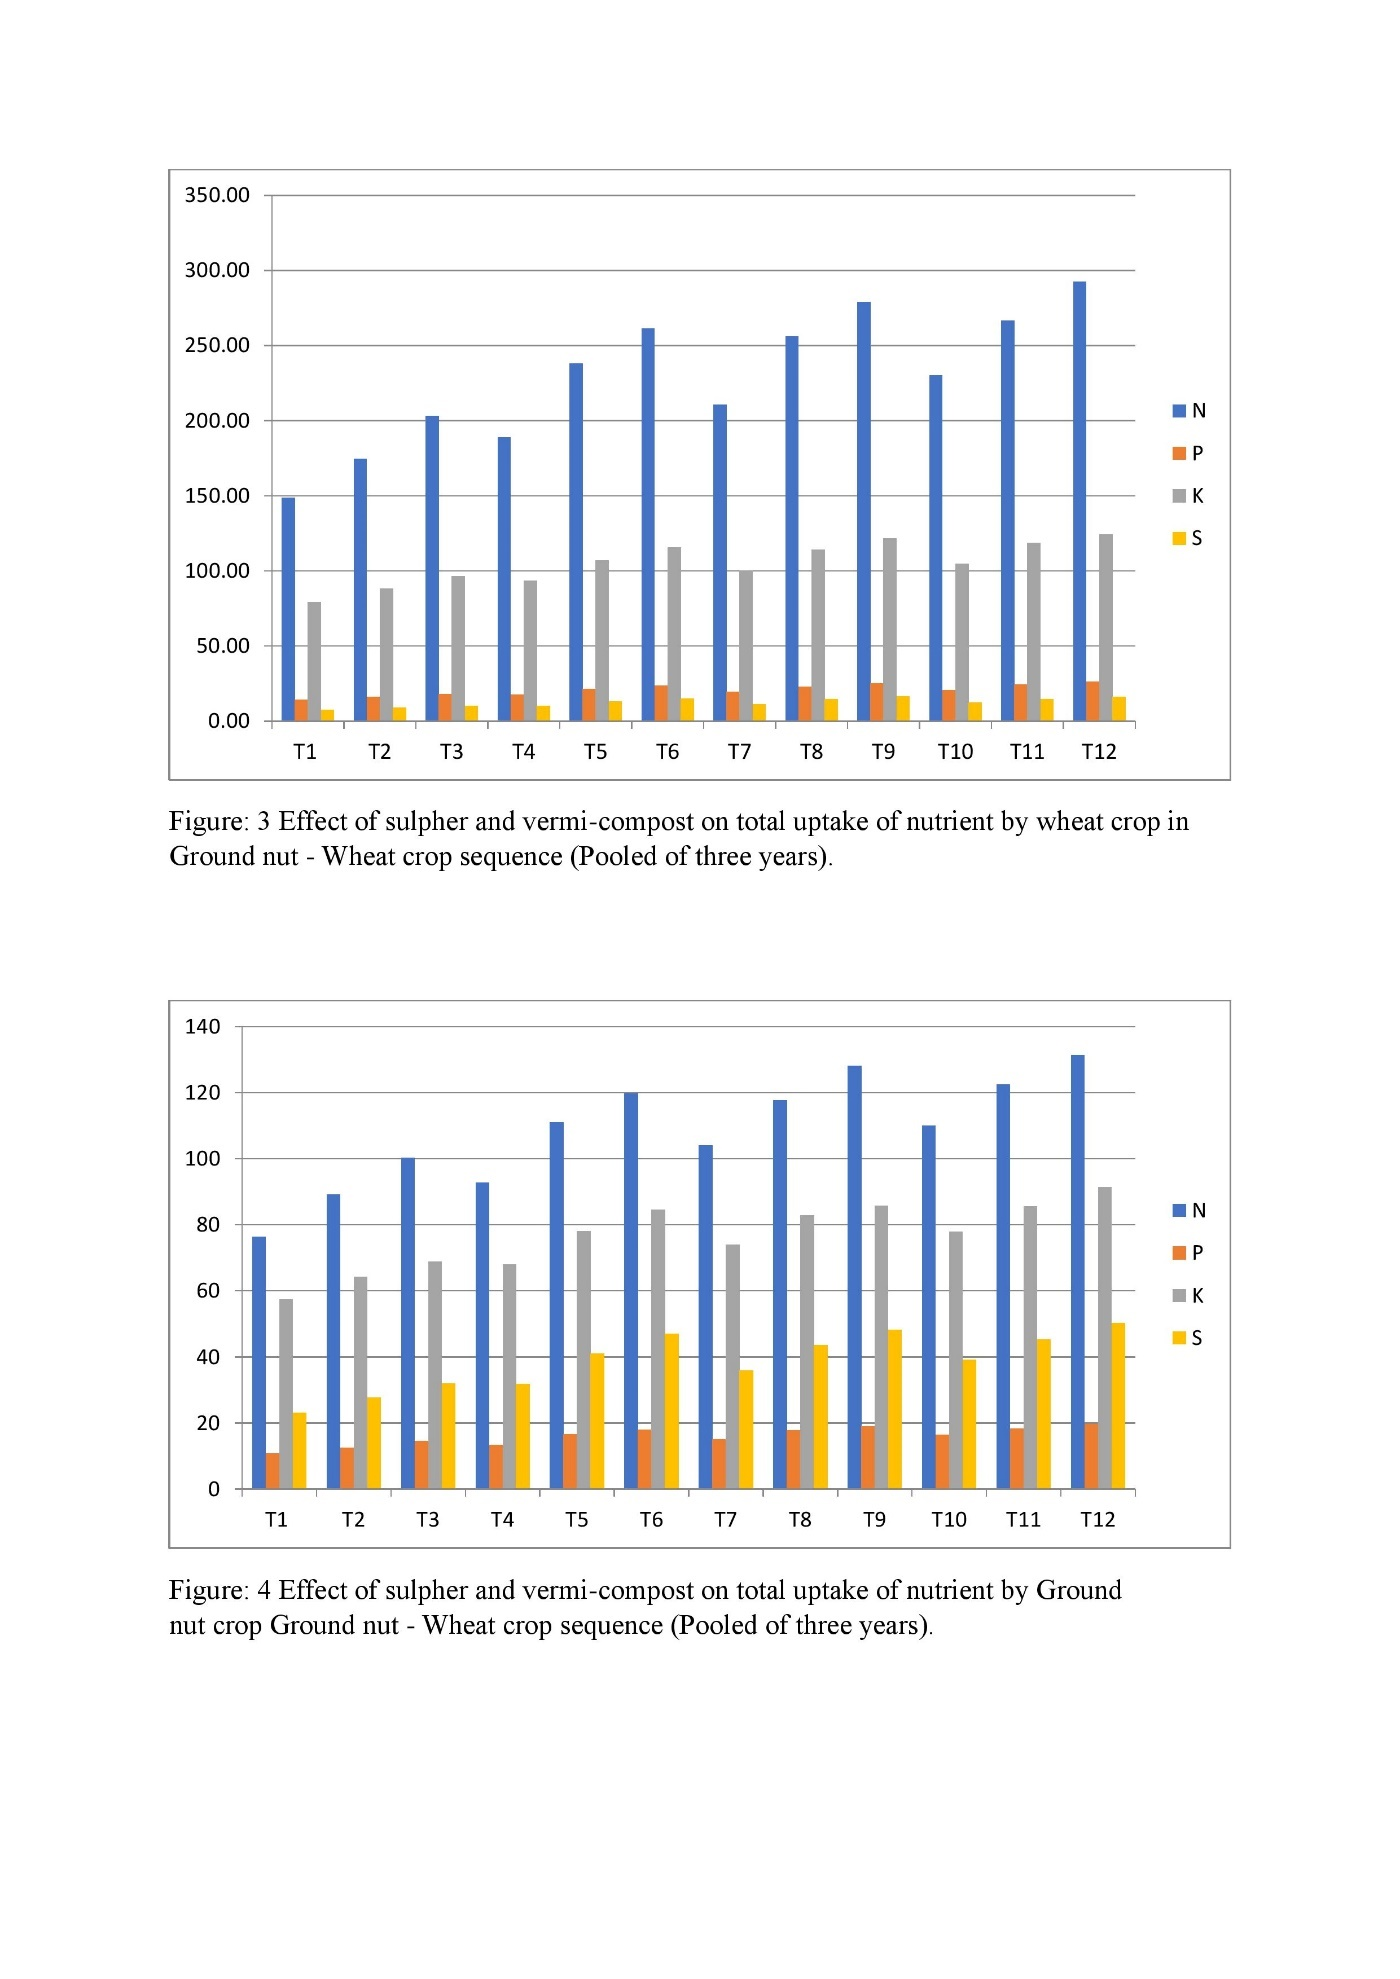 350.00
300.00
250.00
200.00
150.00
100.00
50.00
0.00
T1 T2 T3 T4 T5 T6 T7 T8 T9 T10 T11 T12
N
P
K
S
Figure: 3 Effect of sulpher and vermi-compost on total uptake of nutrient by wheat crop in
Ground nut - Wheat crop sequence (Pooled of three years).
140
120
100
80
60
40
20
0
T1 T2 T3 T4 T5 T6 T7 T8 T9 T10 T11 T12
N
P
K
S
Figure: 4 Effect of sulpher and vermi-compost on total uptake of nutrient by Ground
nut crop Ground nut - Wheat crop sequence (Pooled of three years).